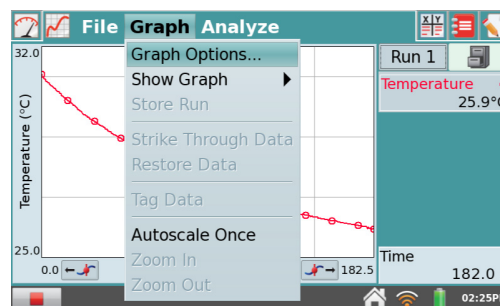 File Graph Analyze
X Y
32.0
Temperature (°C)
25.0
0.0
182.5
Graph Options...
Show Graph
Store Run
Strike Through Data
Restore Data
Tag Data
Autoscale Once
Zoom In
Zoom Out
Run 1
Temperature
25.9°
Time
182.0
02:25P